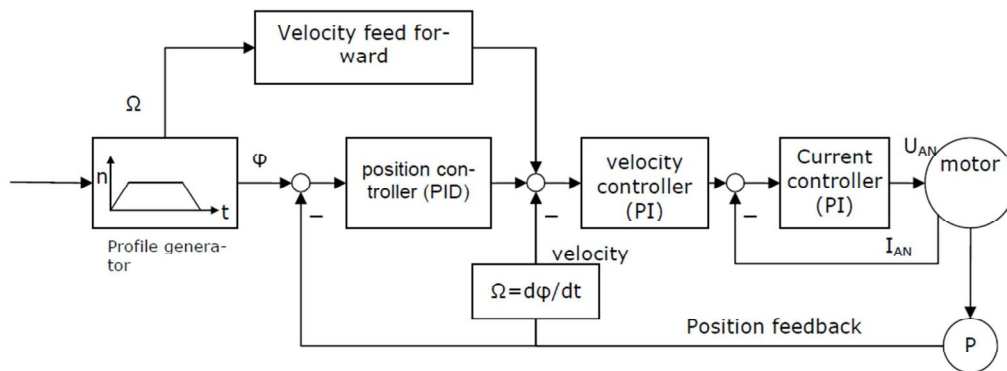 Velocity feed for-
ward
Ω
n
t
Profile genera-
tor
φ
−
position con-
troller (PID)
−
velocity
Ω=dφ/dt
velocity
controller
(PI)
−
Current
controller
(PI)
U_AN
motor
I_AN
Position feedback
P